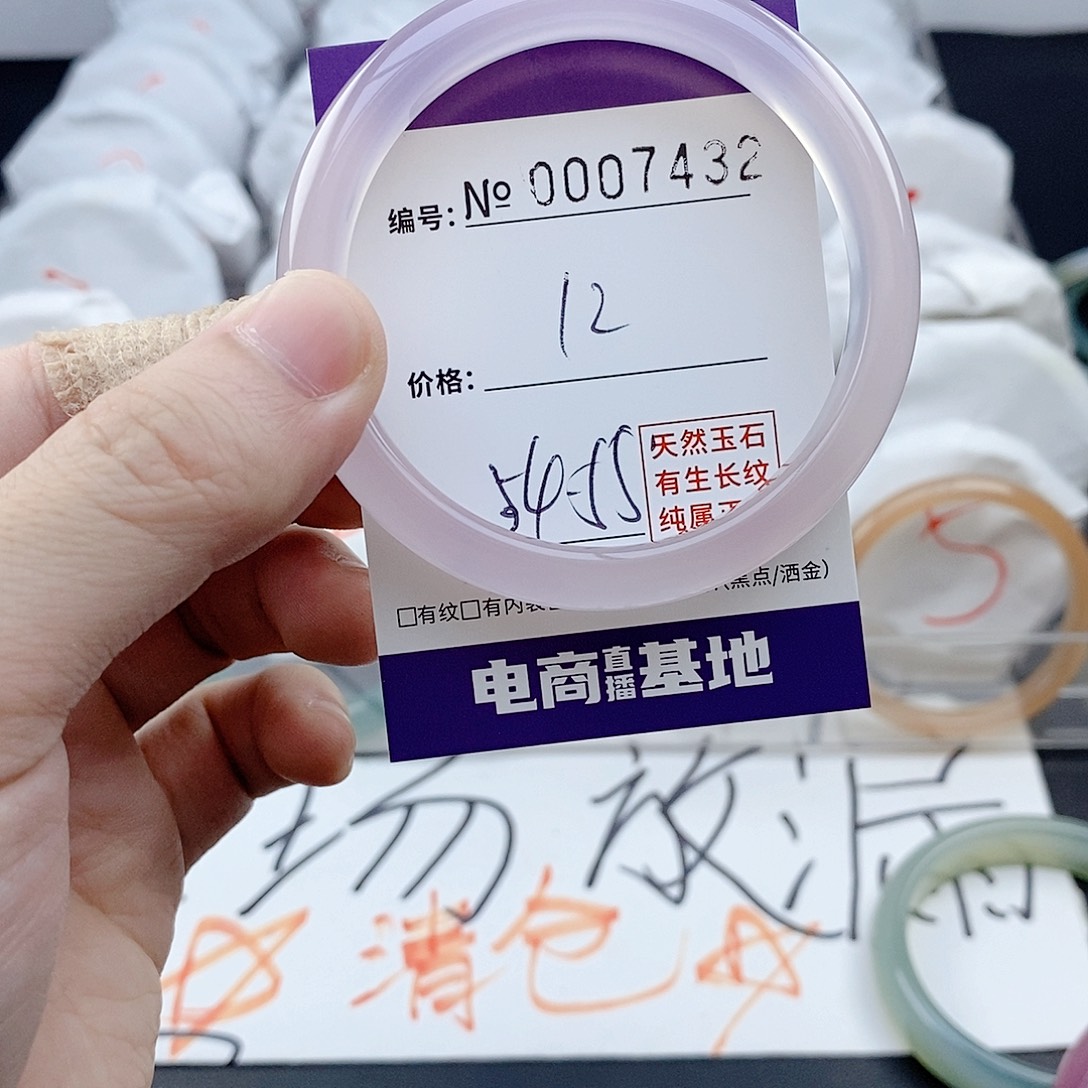 编号: № 0007432
12
价格:
54-55
天然玉石
有生长纹
纯属正
□有纹□有内裂
(黑点/洒金)
电商直播基地
场放漏
☆清仓☆
5